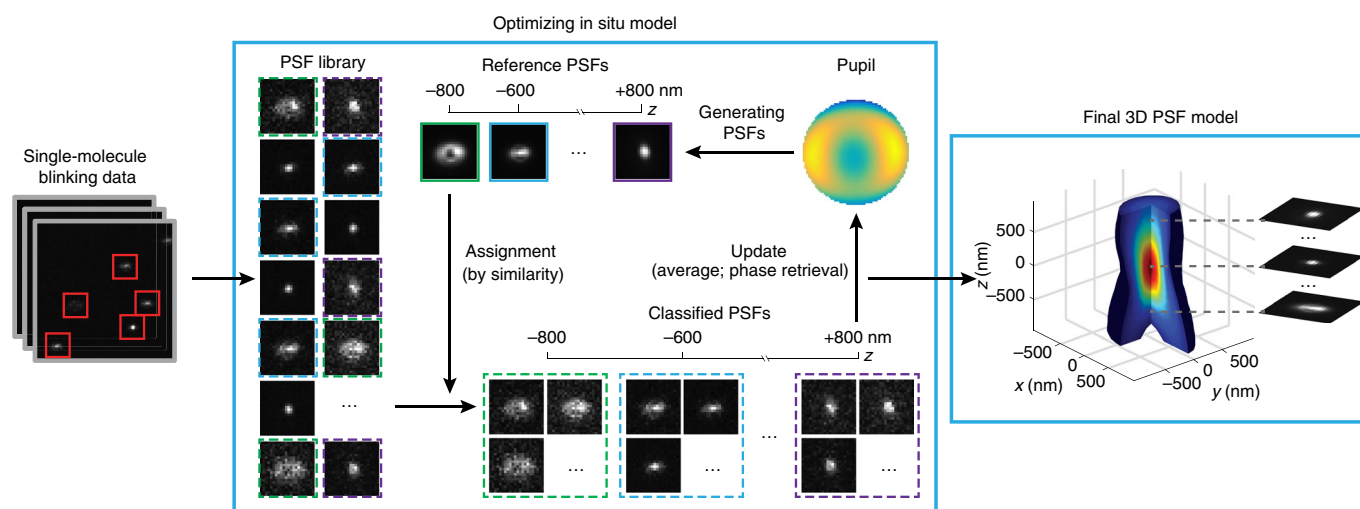 Optimizing in situ model
PSF library
Reference PSFs
Pupil
−800
−600
+800 nm
z
Generating
PSFs
...
Final 3D PSF model
Single-molecule
blinking data
Assignment
(by similarity)
Update
(average; phase retrieval)
Classified PSFs
−800
−600
+800 nm
z
...
...
...
...
...
500
0
−500
z (nm)
−500
0
500
x (nm)
−500
0
500
y (nm)
...
...